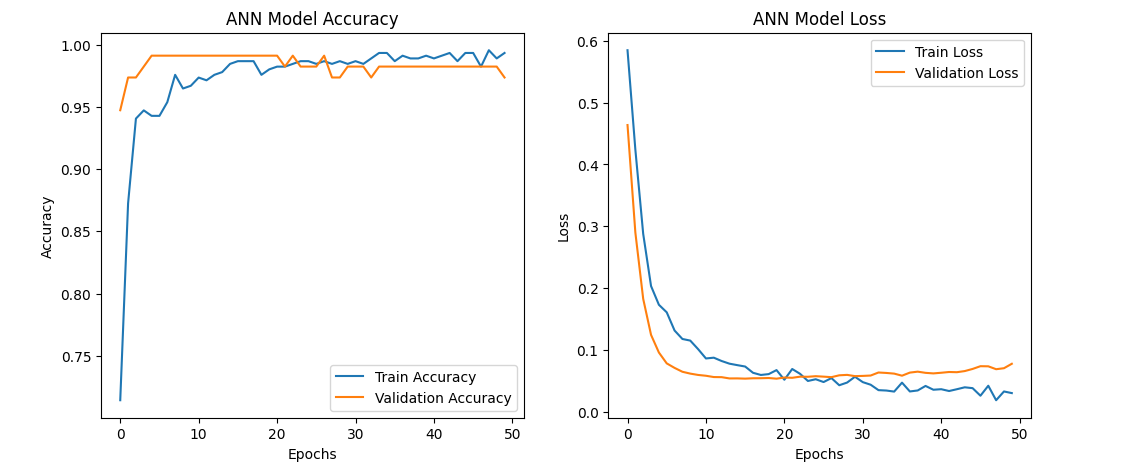 ANN Model Accuracy
1.00
0.95
0.90
0.85
0.80
0.75
Accuracy
Train Accuracy
Validation Accuracy
0 10 20 30 40 50
Epochs
ANN Model Loss
0.6
0.5
0.4
0.3
0.2
0.1
0.0
Loss
Train Loss
Validation Loss
0 10 20 30 40 50
Epochs